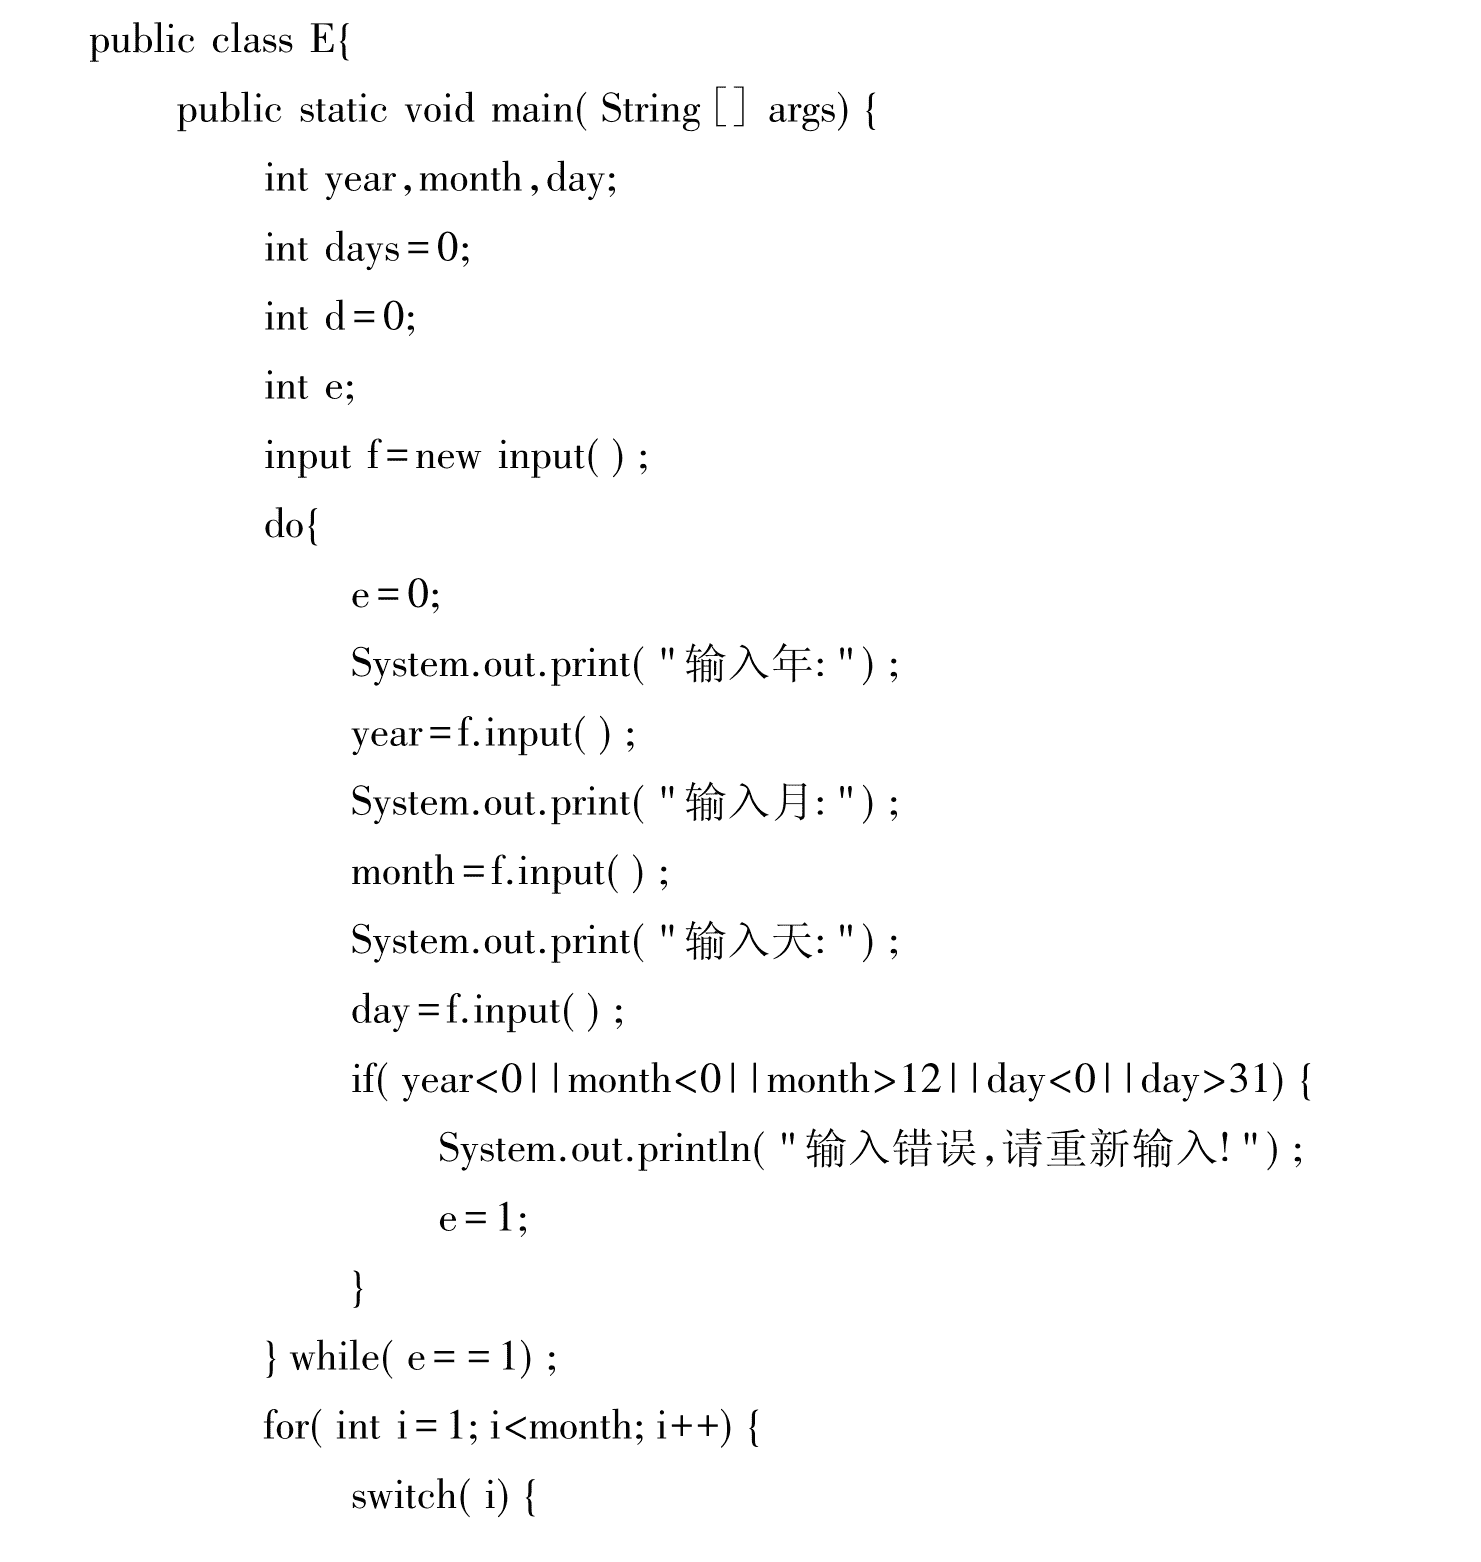 public class E{
public static void main( String [] args) {
int year,month,day;
int days=0;
int d=0;
int e;
input f=new input( ) ;
do{
e=0;
System.out.print( "输入年: ") ;
year=f.input( ) ;
System.out.print( "输入月: ") ;
month=f.input( ) ;
System.out.print( "输入天: ") ;
day=f.input( ) ;
if( year<0||month<0||month>12||day<0||day>31) {
System.out.println( "输入错误,请重新输入! ") ;
e=1;
}
} while( e==1) ;
for( int i=1; i<month; i++) {
switch( i) {